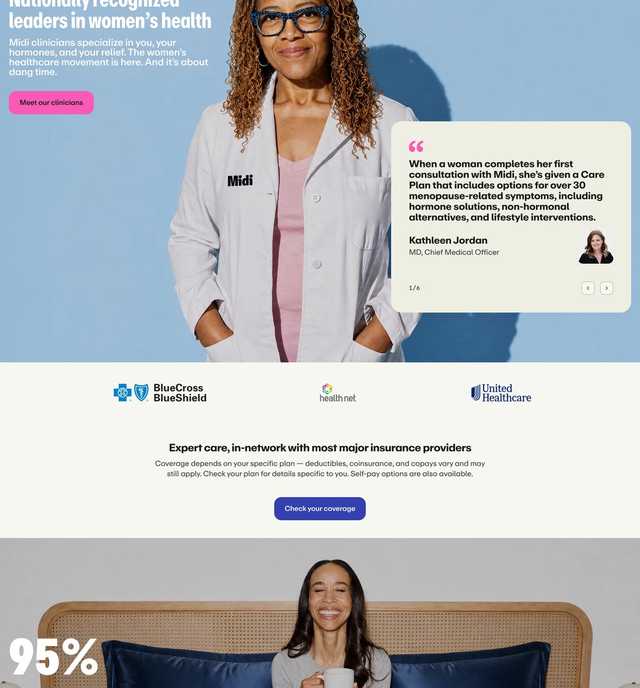 Nationally recognized
leaders in women's health
Midi clinicians specialize in you, your
hormones, and your relief. The women's
healthcare movement is here. And it's about
dang time.
Meet our clinicians
Midi
“
When a woman completes her first
consultation with Midi, she's given a Care
Plan that includes options for over 30
menopause-related symptoms, including
hormone solutions, non-hormonal
alternatives, and lifestyle interventions.
Kathleen Jordan
MD, Chief Medical Officer
1/6
BlueCross
BlueShield
health net
United
Healthcare
Expert care, in-network with most major insurance providers
Coverage depends on your specific plan — deductibles, coinsurance, and copays vary and may
still apply. Check your plan for details specific to you. Self-pay options are also available.
Check your coverage
95%